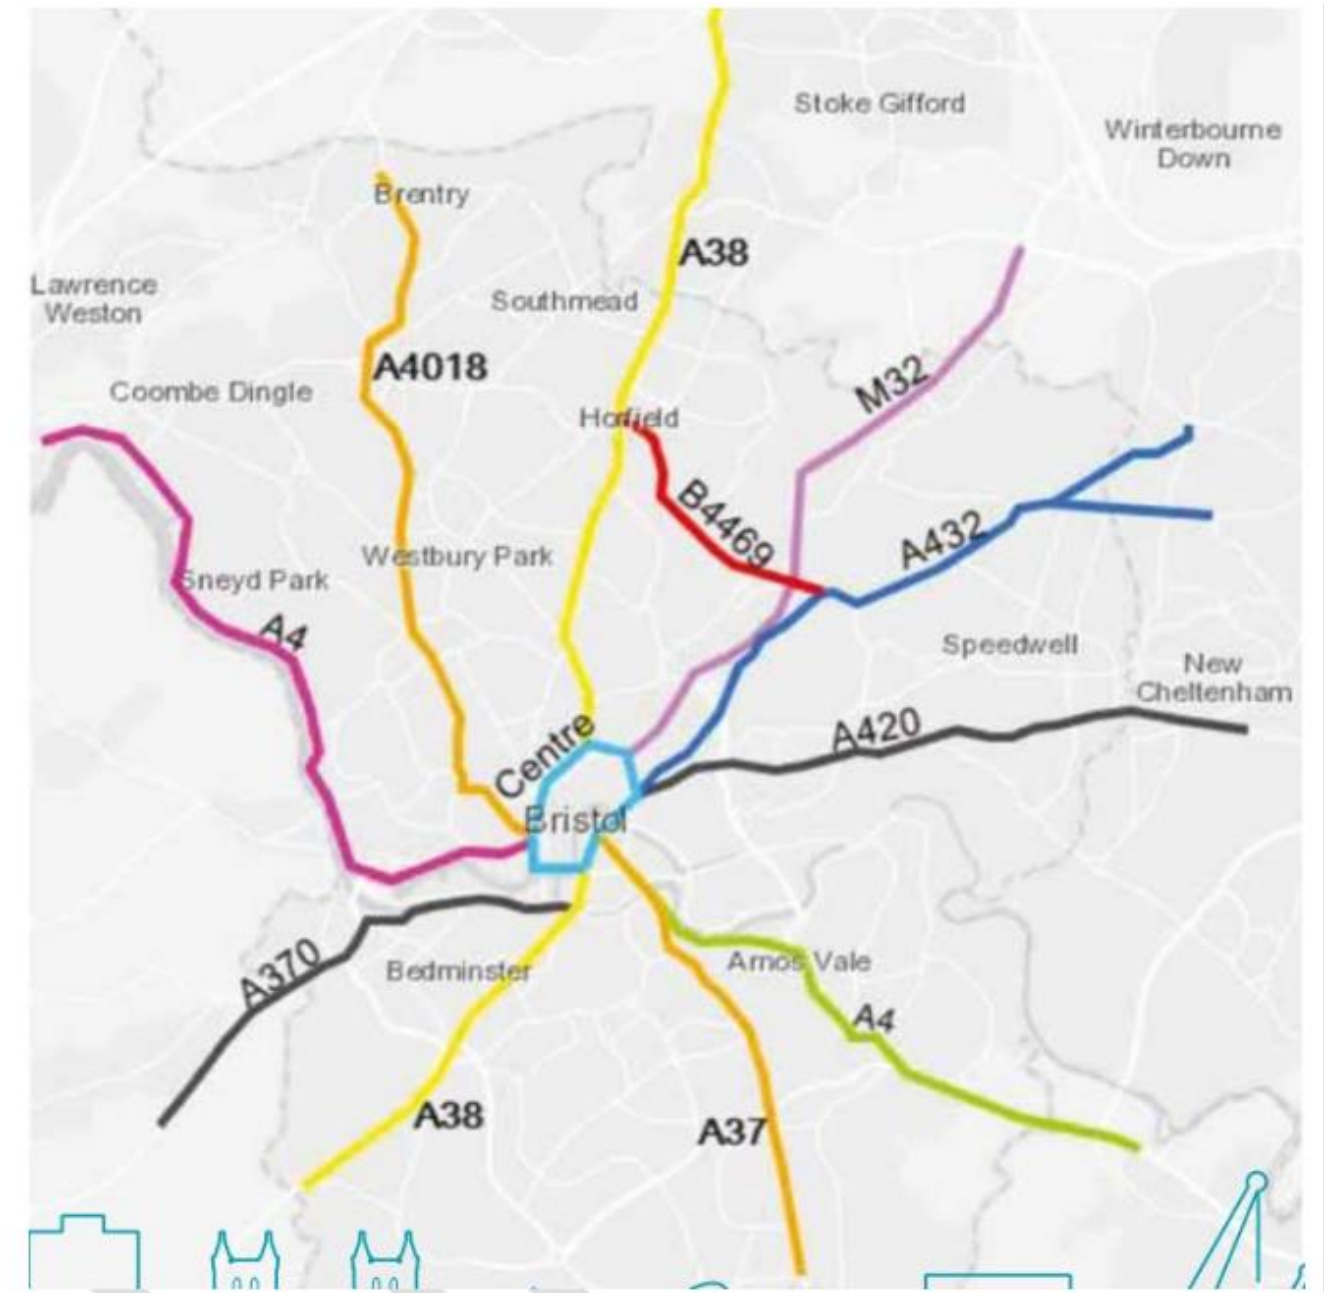 Stoke Gifford
Winterbourne
Down
Brentry
A38
Lawrence
Weston
Southmead
A4018
M32
Coombe Dingle
Horfield
B4469
A432
Westbury Park
Sneyd Park
A4
Speedwell
New
Cheltenham
A420
Centre
Bristol
A370
Bedminster
Arnos Vale
A4
A38
A37